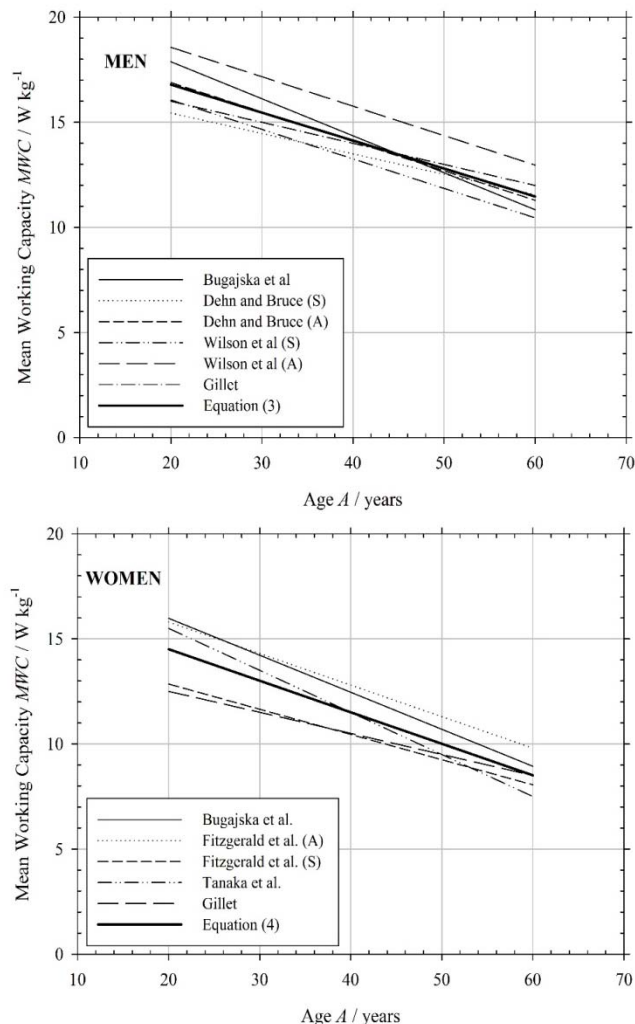 20
MEN
15
10
5
0
Mean Working Capacity MWC / W kg-1
Bugajska et al
Dehn and Bruce (S)
Dehn and Bruce (A)
Wilson et al (S)
Wilson et al (A)
Gillet
Equation (3)
10 20 30 40 50 60 70
Age A / years
20
WOMEN
15
10
5
0
Mean Working Capacity MWC / W kg-1
Bugajska et al.
Fitzgerald et al. (A)
Fitzgerald et al. (S)
Tanaka et al.
Gillet
Equation (4)
10 20 30 40 50 60 70
Age A / years